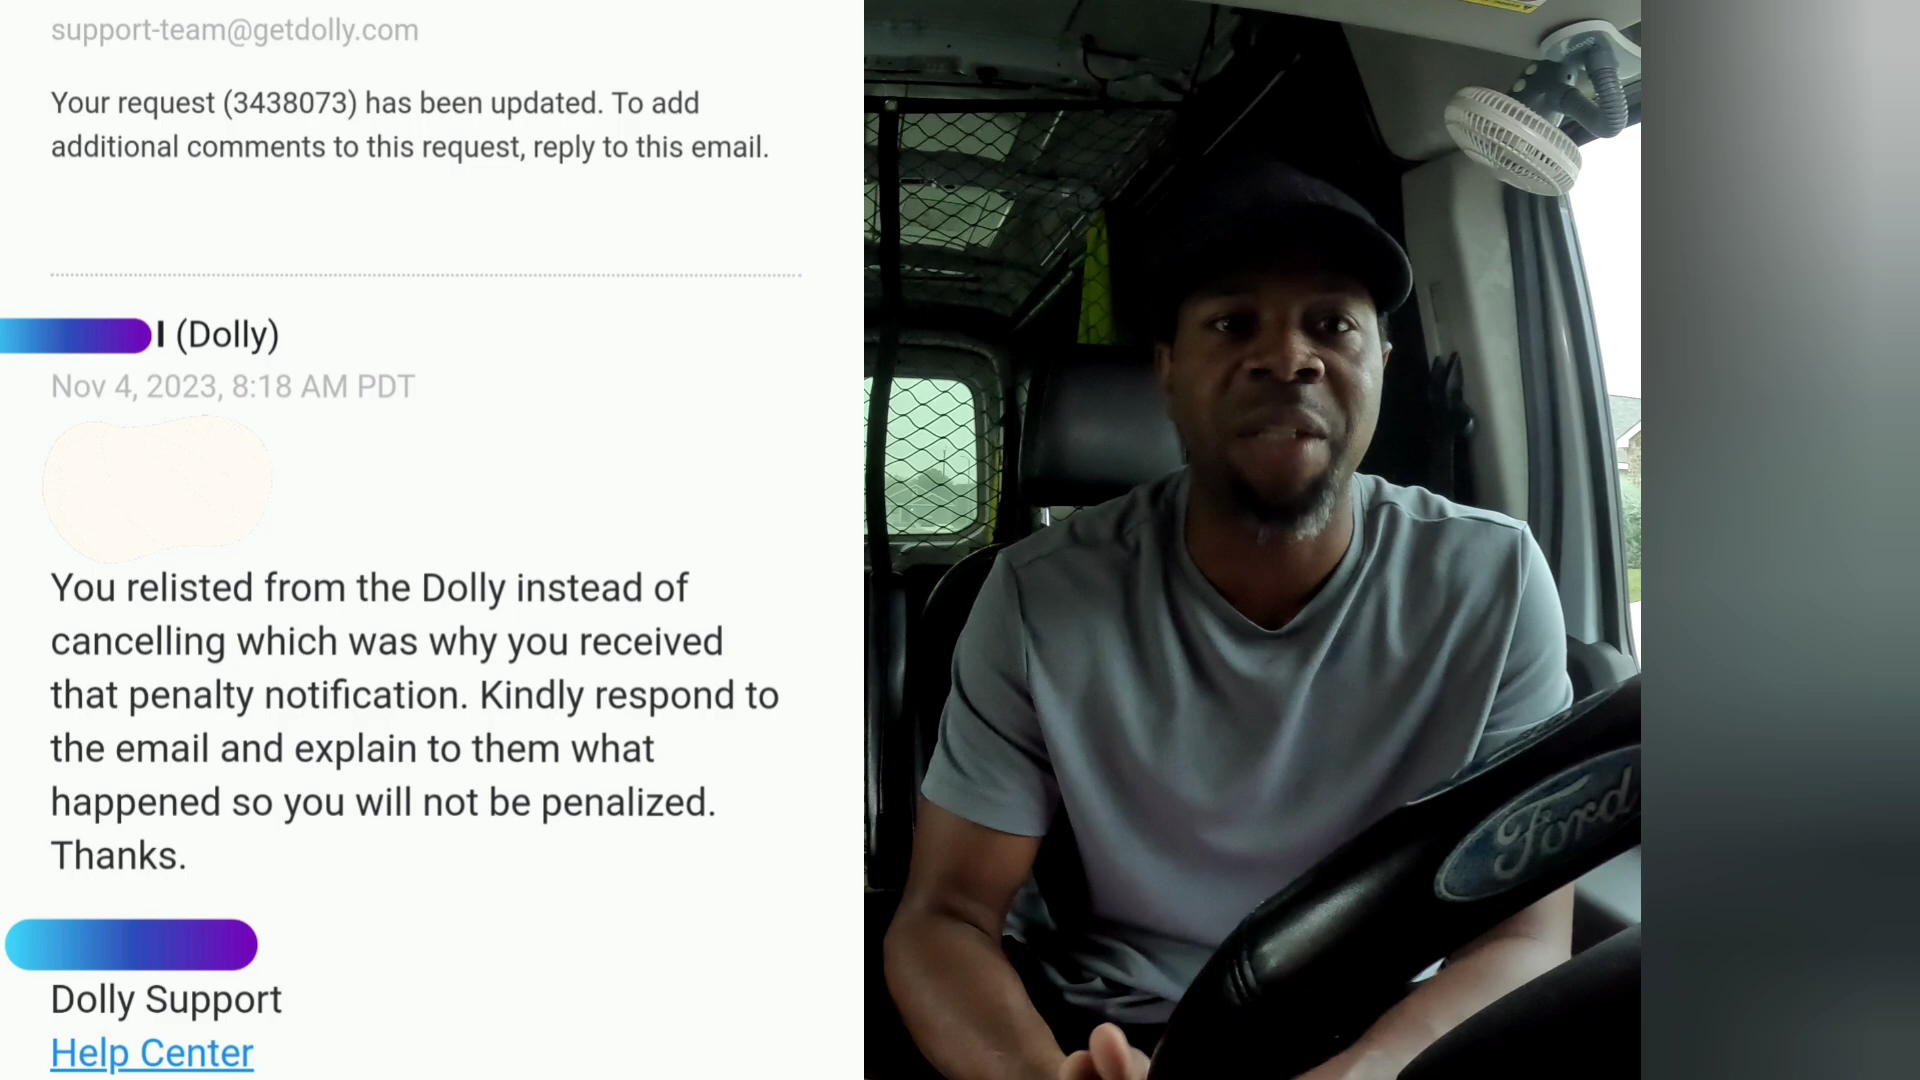 support-team@getdolly.com
Your request (3438073) has been updated. To add
additional comments to this request, reply to this email.
l (Dolly)
Nov 4, 2023, 8:18 AM PDT
You relisted from the Dolly instead of
cancelling which was why you received
that penalty notification. Kindly respond to
the email and explain to them what
happened so you will not be penalized.
Thanks.
Dolly Support
Help Center
Ford